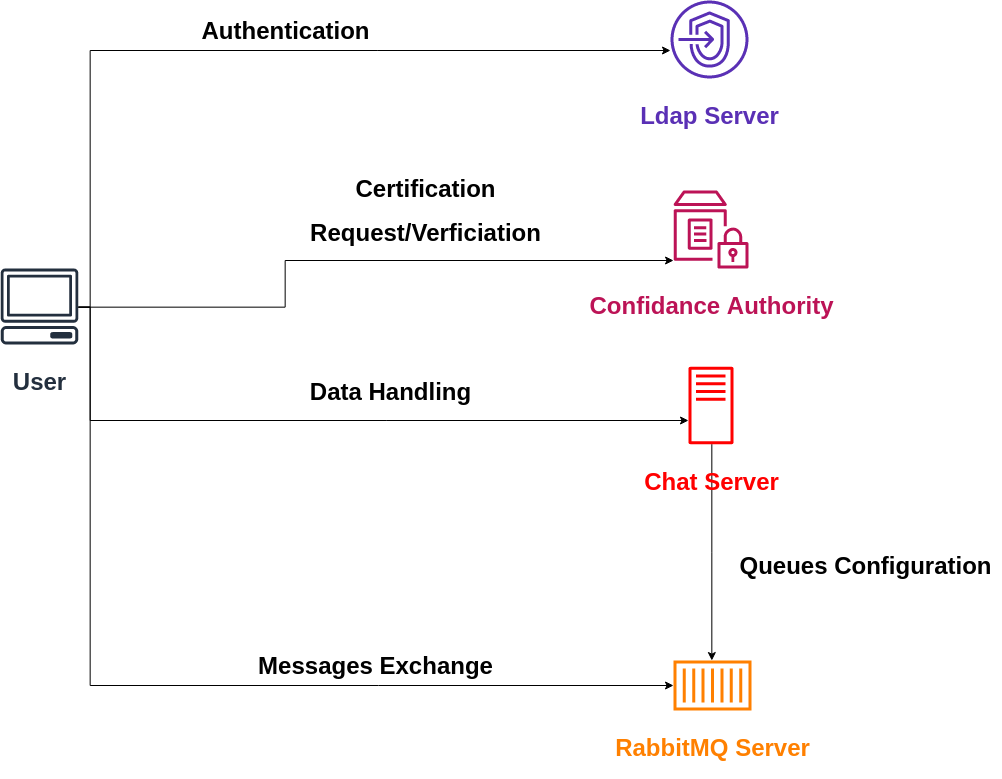 Authentication
Ldap Server
Certification
Request/Verficiation
Confidance Authority
User
Data Handling
Chat Server
Queues Configuration
Messages Exchange
RabbitMQ Server